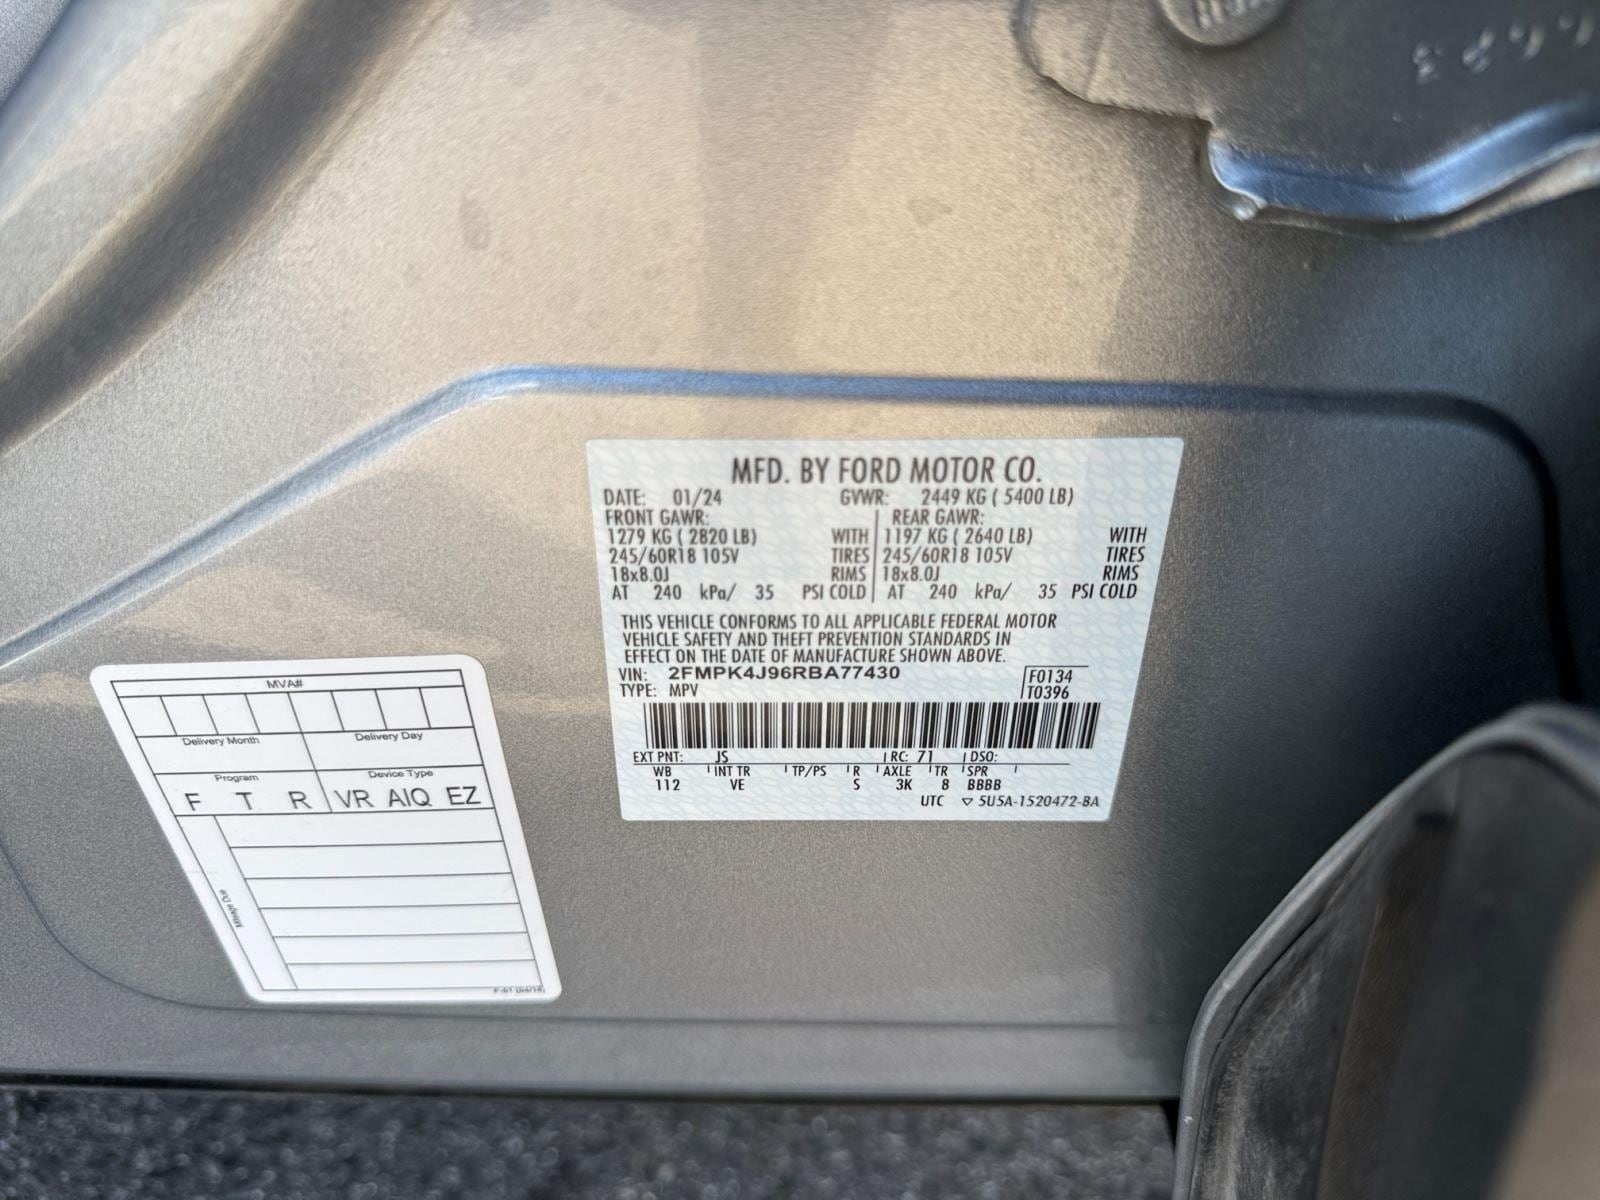 6683
MFD. BY FORD MOTOR CO.
DATE: 01/24 GVWR: 2449 KG ( 5400 LB)
FRONT GAWR: REAR GAWR:
1279 KG ( 2820 LB) WITH 1197 KG ( 2640 LB) WITH
245/60R18 105V TIRES 245/60R18 105V TIRES
18x8.0J RIMS 18x8.0J RIMS
AT 240 kPa/ 35 PSI COLD AT 240 kPa/ 35 PSI COLD
THIS VEHICLE CONFORMS TO ALL APPLICABLE FEDERAL MOTOR
VEHICLE SAFETY AND THEFT PREVENTION STANDARDS IN
EFFECT ON THE DATE OF MANUFACTURE SHOWN ABOVE.
VIN: 2FMPK4J96RBA77430 F0134
TYPE: MPV T0396
EXT PNT: JS RC: 71 DSO:
WB INT TR TP/PS R AXLE TR SPR
112 VE S 3K 8 BBBB
UTC ▽ 5U5A-1520472-BA
MVA#
Delivery Month Delivery Day
Program Device Type
F T R VR AIQ EZ
Mileage Due